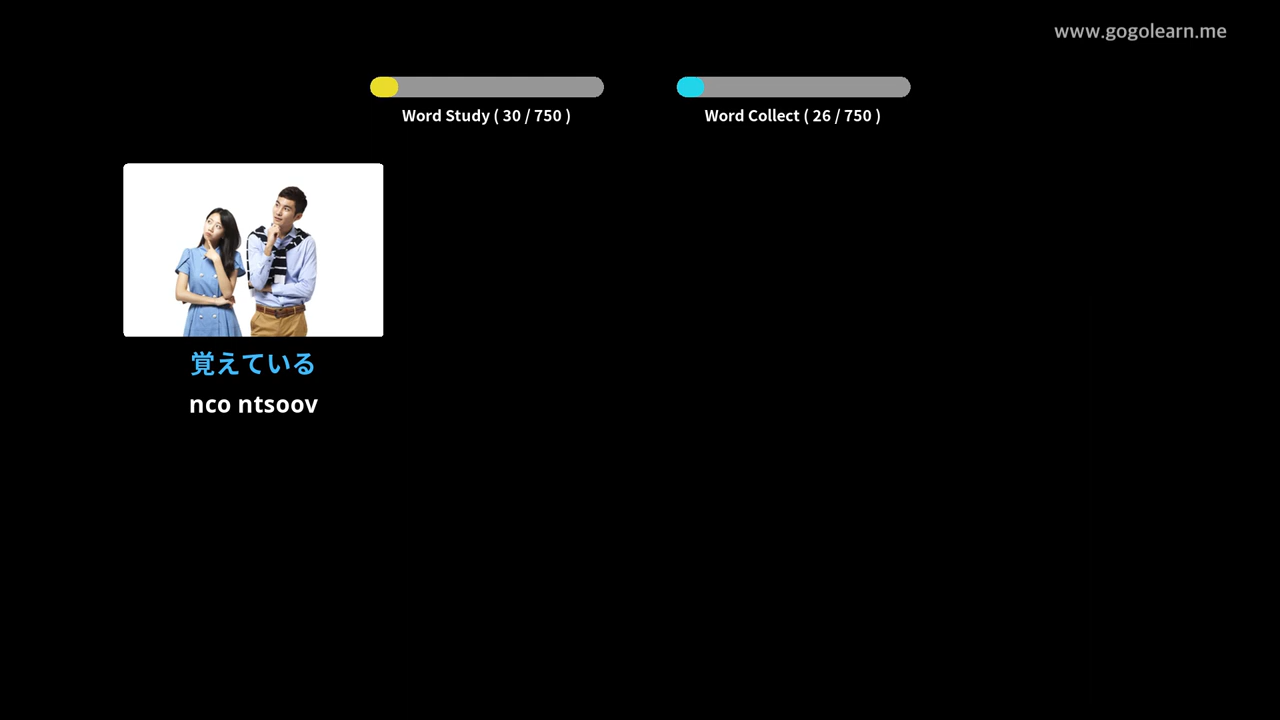 www.gogolearn.me
Word Study ( 30 / 750 )
Word Collect ( 26 / 750 )
覚えている
nco ntsoov